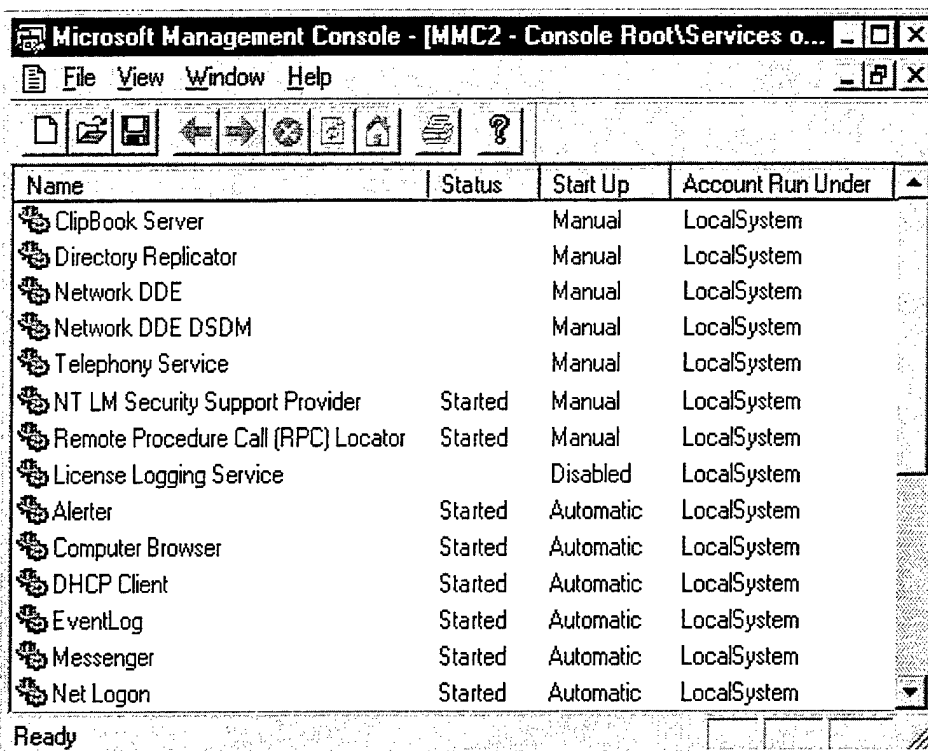 Microsoft Management Console - [MMC2 - Console Root\Services o...
File View Window Help
Name Status Start Up Account Run Under
ClipBook Server Manual LocalSystem
Directory Replicator Manual LocalSystem
Network DDE Manual LocalSystem
Network DDE DSDM Manual LocalSystem
Telephony Service Manual LocalSystem
NT LM Security Support Provider Started Manual LocalSystem
Remote Procedure Call (RPC) Locator Started Manual LocalSystem
License Logging Service Disabled LocalSystem
Alerter Started Automatic LocalSystem
Computer Browser Started Automatic LocalSystem
DHCP Client Started Automatic LocalSystem
EventLog Started Automatic LocalSystem
Messenger Started Automatic LocalSystem
Net Logon Started Automatic LocalSystem
Ready